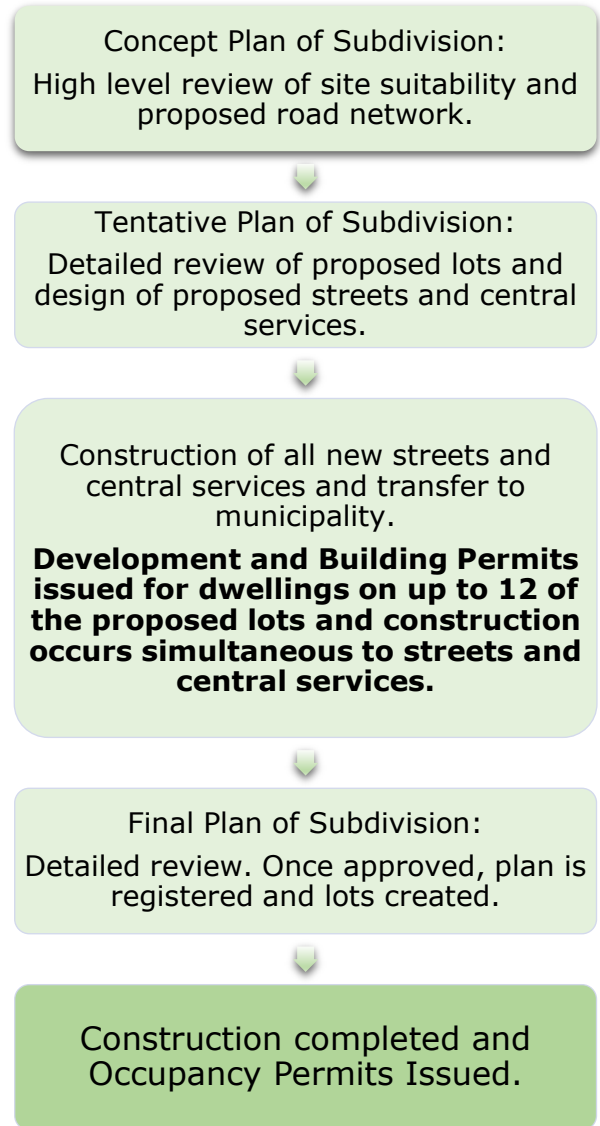 Concept Plan of Subdivision:
High level review of site suitability and
proposed road network.
Tentative Plan of Subdivision:
Detailed review of proposed lots and
design of proposed streets and central
services.
Construction of all new streets and
central services and transfer to
municipality.
Development and Building Permits
issued for dwellings on up to 12 of
the proposed lots and construction
occurs simultaneous to streets and
central services.
Final Plan of Subdivision:
Detailed review. Once approved, plan is
registered and lots created.
Construction completed and
Occupancy Permits Issued.